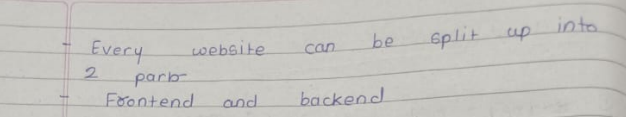 - Every website can be split up into
2 parts
- Frontend and backend